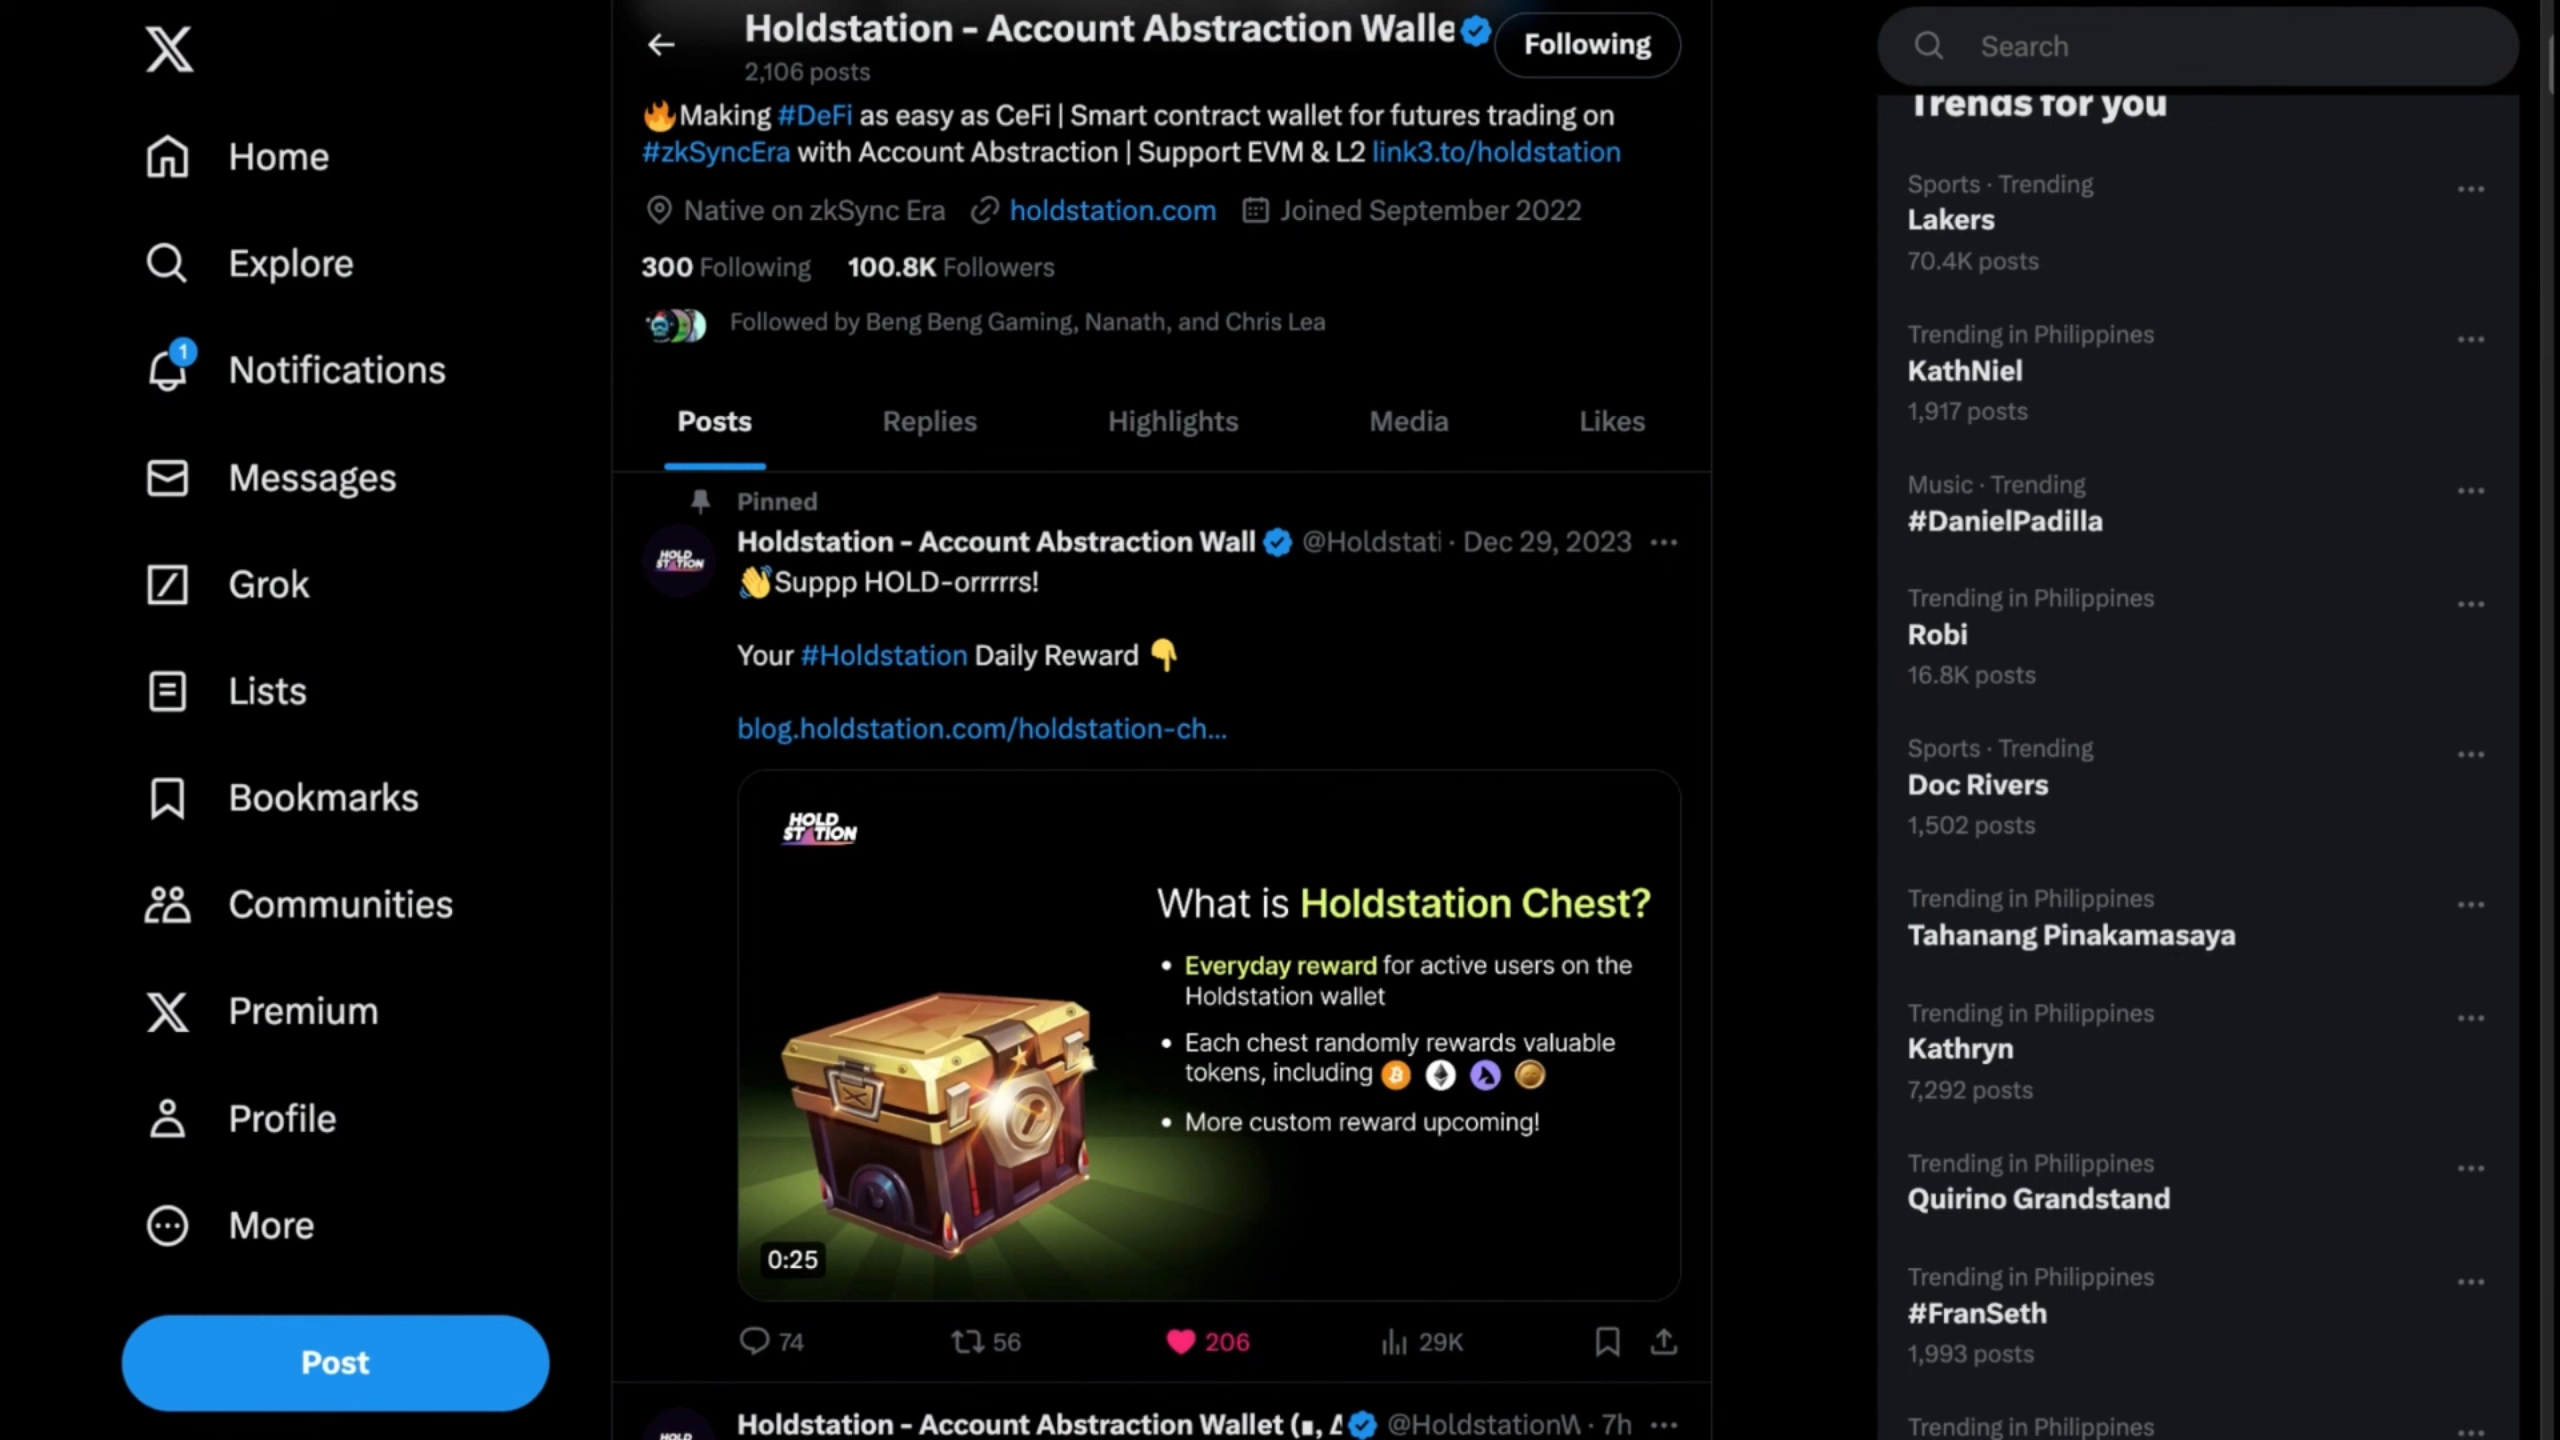 Home
Explore
1
Notifications
Messages
Grok
Lists
Bookmarks
Communities
Premium
Profile
More
Post
Holdstation - Account Abstraction Walle
2,106 posts
Following
🔥Making #DeFi as easy as CeFi | Smart contract wallet for futures trading on
#zkSyncEra with Account Abstraction | Support EVM & L2 link3.to/holdstation
Native on zkSync Era holdstation.com Joined September 2022
300 Following 100.8K Followers
Followed by Beng Beng Gaming, Nanath, and Chris Lea
Posts Replies Highlights Media Likes
Pinned
HOLD
STATION
Holdstation - Account Abstraction Wall @Holdstati · Dec 29, 2023
👋Suppp HOLD-orrrrrs!
Your #Holdstation Daily Reward 👇
blog.holdstation.com/holdstation-ch...
HOLD
STATION
What is Holdstation Chest?
• Everyday reward for active users on the
Holdstation wallet
• Each chest randomly rewards valuable
tokens, including
• More custom reward upcoming!
0:25
74 56 206 29K
HOLD
Holdstation - Account Abstraction Wallet @HoldstationW · 7h
Search
Trends for you
Sports · Trending
Lakers
70.4K posts
Trending in Philippines
KathNiel
1,917 posts
Music · Trending
#DanielPadilla
Trending in Philippines
Robi
16.8K posts
Sports · Trending
Doc Rivers
1,502 posts
Trending in Philippines
Tahanang Pinakamasaya
Trending in Philippines
Kathryn
7,292 posts
Trending in Philippines
Quirino Grandstand
Trending in Philippines
#FranSeth
1,993 posts
Trending in Philippines